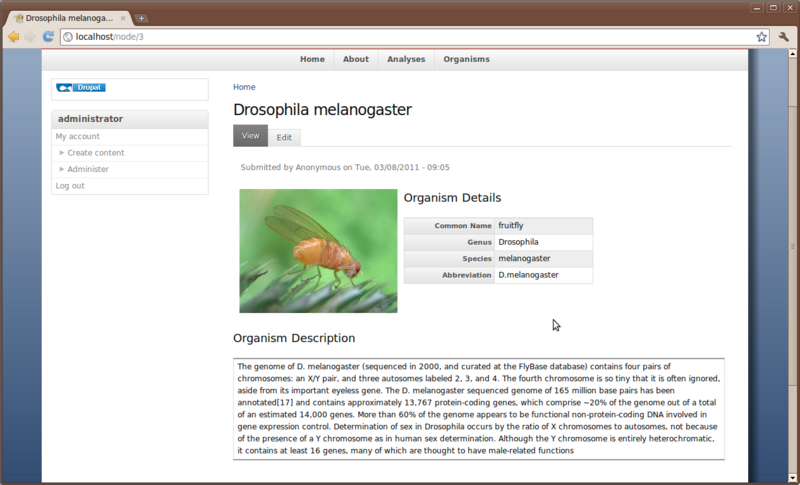 Drosophila melanoga...
localhost/node/3
Home About Analyses Organisms
Drupal
administrator
My account
Create content
Administer
Log out
Home
Drosophila melanogaster
View Edit
Submitted by Anonymous on Tue, 03/08/2011 - 09:05
Organism Details
Common Name fruitfly
Genus Drosophila
Species melanogaster
Abbreviation D.melanogaster
Organism Description
The genome of D. melanogaster (sequenced in 2000, and curated at the FlyBase database) contains four pairs of
chromosomes: an X/Y pair, and three autosomes labeled 2, 3, and 4. The fourth chromosome is so tiny that it is often ignored,
aside from its important eyeless gene. The D. melanogaster sequenced genome of 165 million base pairs has been
annotated[17] and contains approximately 13,767 protein-coding genes, which comprise ~20% of the genome out of a total
of an estimated 14,000 genes. More than 60% of the genome appears to be functional non-protein-coding DNA involved in
gene expression control. Determination of sex in Drosophila occurs by the ratio of X chromosomes to autosomes, not because
of the presence of a Y chromosome as in human sex determination. Although the Y chromosome is entirely heterochromatic,
it contains at least 16 genes, many of which are thought to have male-related functions